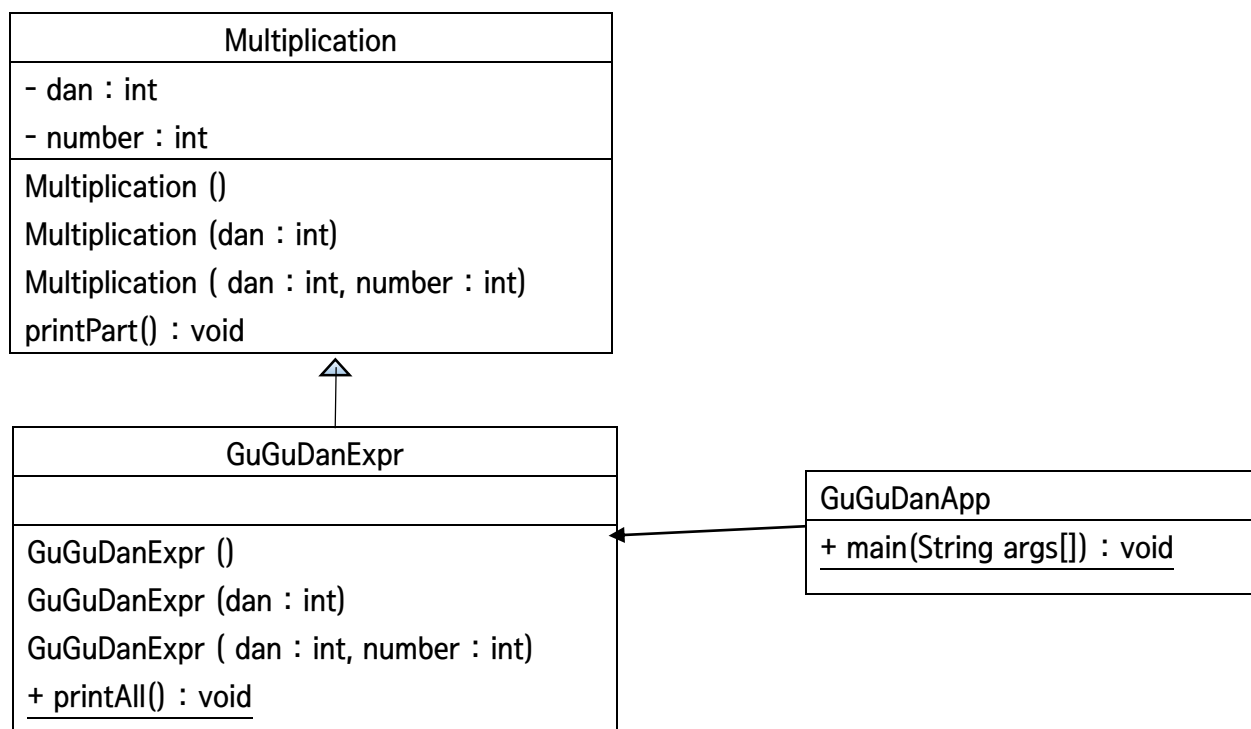 Multiplication
- dan : int
- number : int
Multiplication ()
Multiplication (dan : int)
Multiplication ( dan : int, number : int)
printPart() : void
GuGuDanExpr
GuGuDanExpr ()
GuGuDanExpr (dan : int)
GuGuDanExpr ( dan : int, number : int)
+ printAll() : void
GuGuDanApp
+ main(String args[]) : void